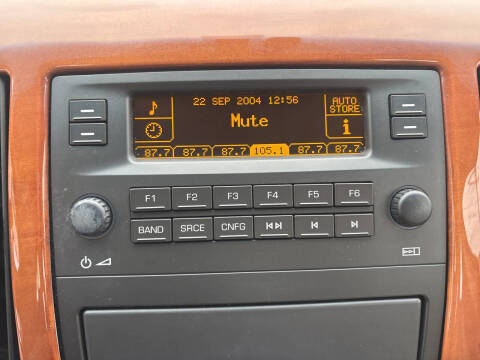 22 SEP 2004 12:56
AUTO STORE
Mute
i
87.7 87.7 87.7 105.1 87.7 87.7
F1 F2 F3 F4 F5 F6
BAND SRCE CNFG